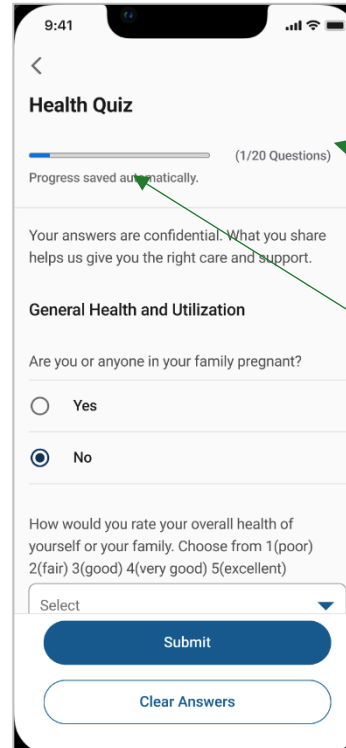 9:41
Health Quiz
(1/20 Questions)
Progress saved automatically.
Your answers are confidential. What you share
helps us give you the right care and support.
General Health and Utilization
Are you or anyone in your family pregnant?
Yes
No
How would you rate your overall health of
yourself or your family. Choose from 1(poor)
2(fair) 3(good) 4(very good) 5(excellent)
Select
Submit
Clear Answers